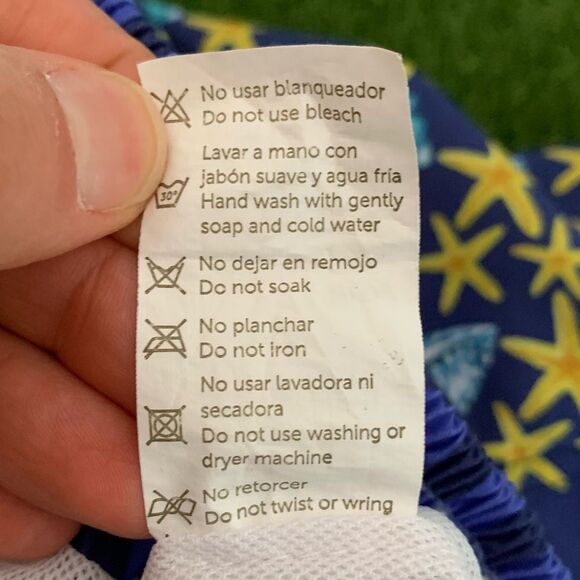 No usar blanqueador
Do not use bleach
Lavar a mano con
jabón suave y agua fría
30°
Hand wash with gently
soap and cold water
No dejar en remojo
Do not soak
No planchar
Do not iron
No usar lavadora ni
secadora
Do not use washing or
dryer machine
No retorcer
Do not twist or wring